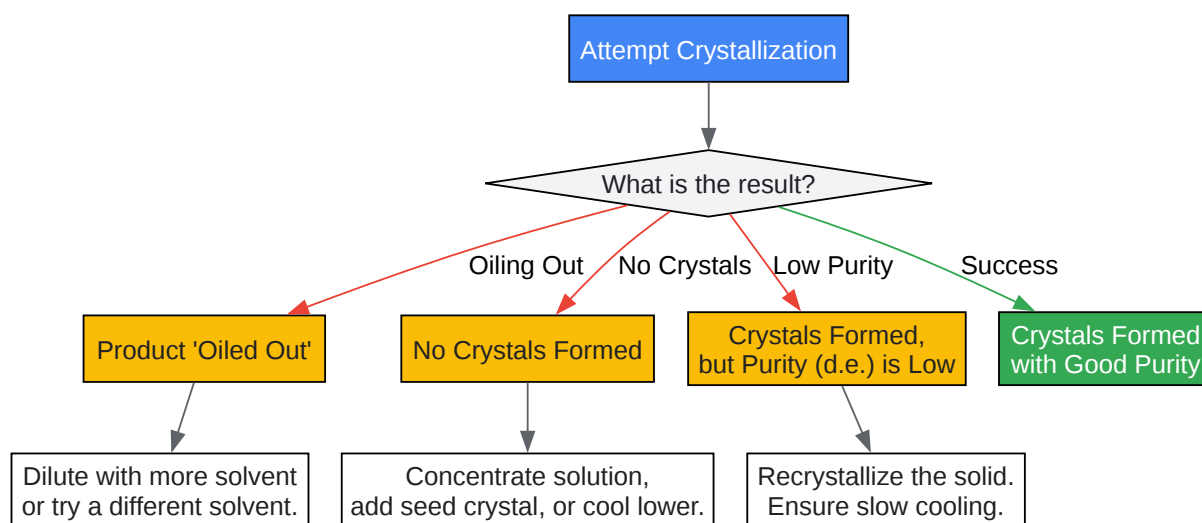 Attempt Crystallization
What is the result?
Oiling Out
No Crystals
Low Purity
Success
Product 'Oiled Out'
No Crystals Formed
Crystals Formed,
but Purity (d.e.) is Low
Crystals Formed
with Good Purity
Dilute with more solvent
or try a different solvent.
Concentrate solution,
add seed crystal, or cool lower.
Recrystallize the solid.
Ensure slow cooling.